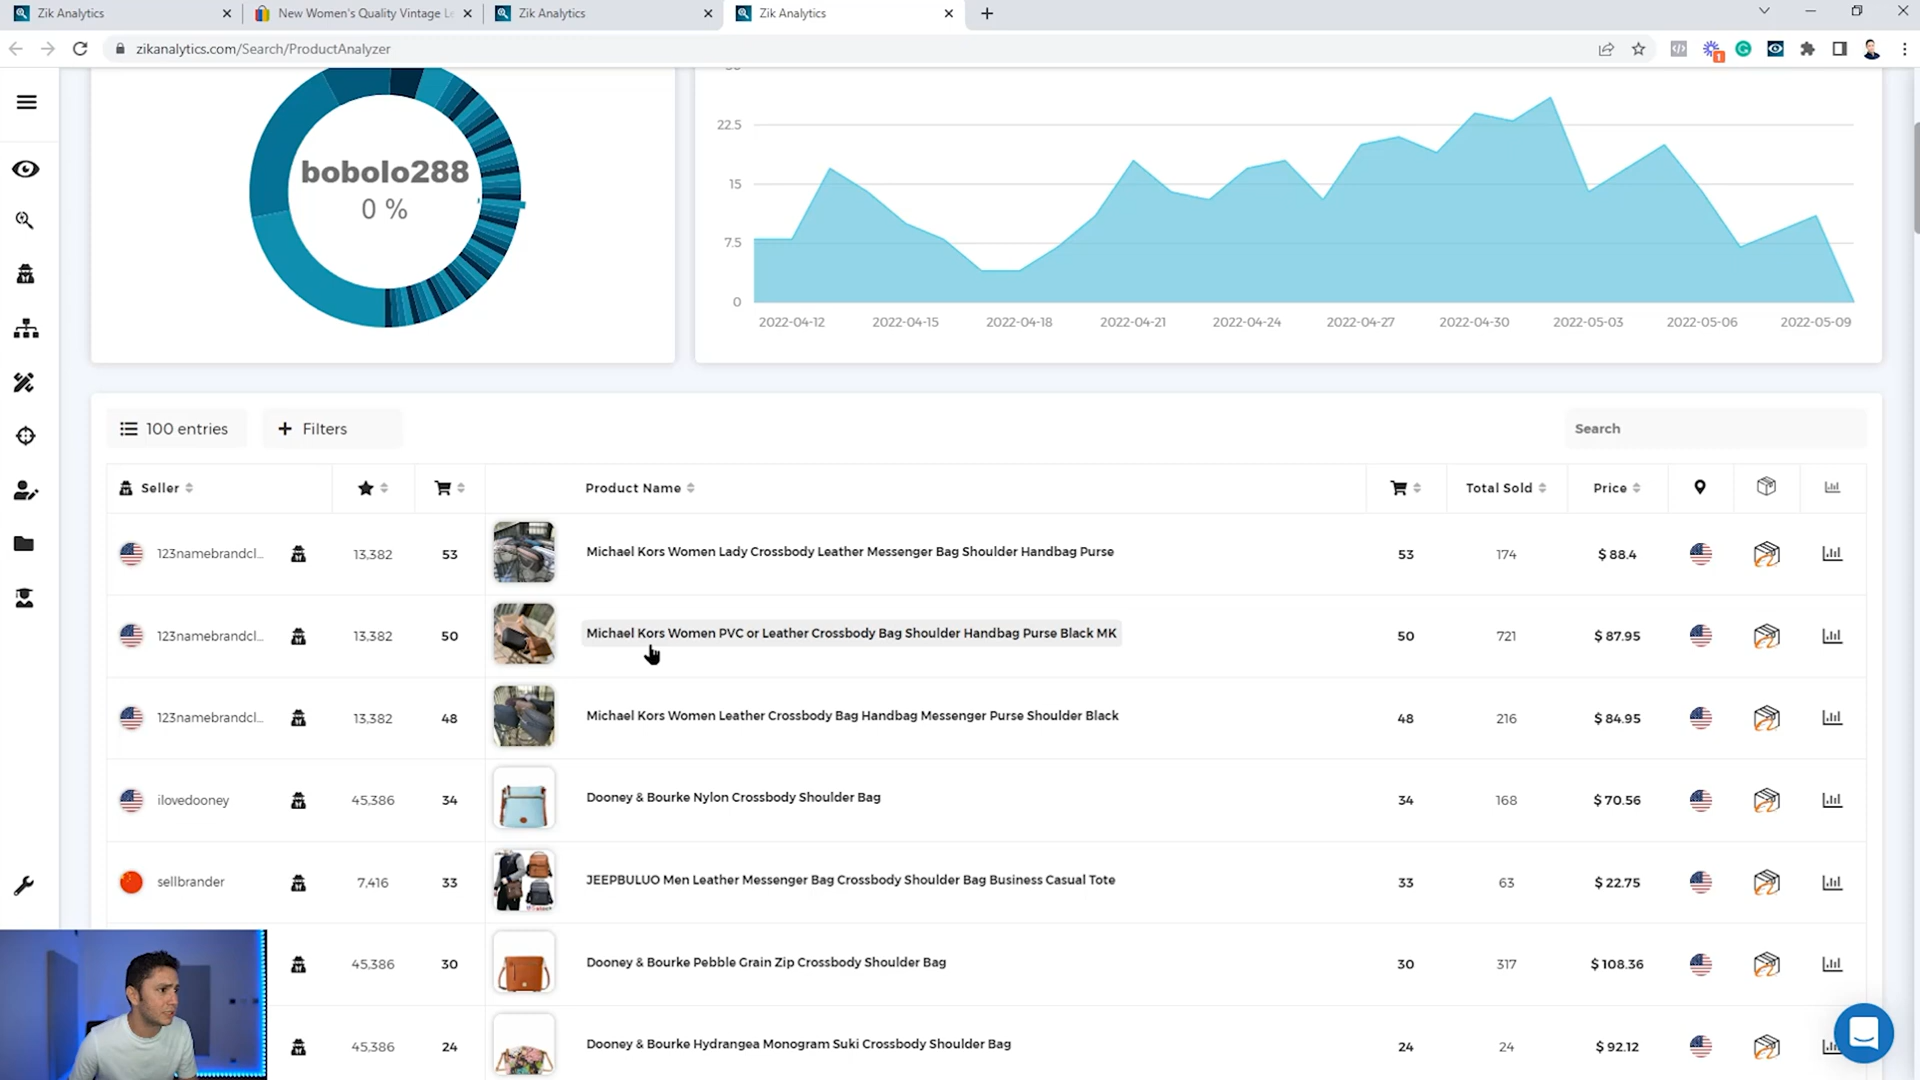 Zik Analytics
New Women's Quality Vintage Le
Zik Analytics
Zik Analytics
zikanalytics.com/Search/ProductAnalyzer
1
bobolo288
0 %
22.5
15
7.5
0
2022-04-12 2022-04-15 2022-04-18 2022-04-21 2022-04-24 2022-04-27 2022-04-30 2022-05-03 2022-05-06 2022-05-09
100 entries
+ Filters
Search
Seller Product Name Total Sold Price
123namebrandcl... 13,382 53 Michael Kors Women Lady Crossbody Leather Messenger Bag Shoulder Handbag Purse 53 174 $ 88.4
123namebrandcl... 13,382 50 Michael Kors Women PVC or Leather Crossbody Bag Shoulder Handbag Purse Black MK 50 721 $ 87.95
123namebrandcl... 13,382 48 Michael Kors Women Leather Crossbody Bag Handbag Messenger Purse Shoulder Black 48 216 $ 84.95
ilovedooney 45,386 34 Dooney & Bourke Nylon Crossbody Shoulder Bag 34 168 $ 70.56
sellbrander 7,416 33 JEEPBULUO Men Leather Messenger Bag Crossbody Shoulder Bag Business Casual Tote 33 63 $ 22.75
45,386 30 Dooney & Bourke Pebble Grain Zip Crossbody Shoulder Bag 30 317 $ 108.36
45,386 24 Dooney & Bourke Hydrangea Monogram Suki Crossbody Shoulder Bag 24 24 $ 92.12